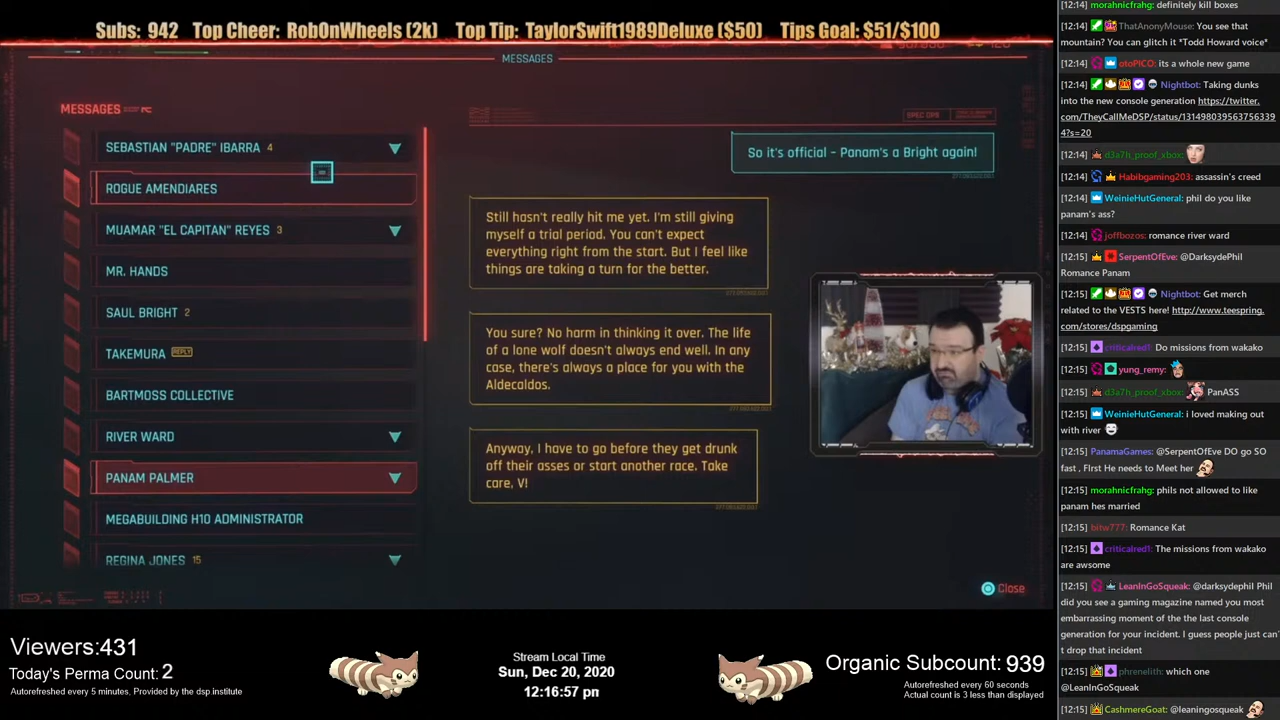 Subs: 942 Top Cheer: RobOnWheels (2k) Top Tip: TaylorSwift1989Deluxe ($50) Tips Goal: $51/$100
MESSAGES
MESSAGES
SEBASTIAN "PADRE" IBARRA 4
ROGUE AMENDIARES
MUAMAR "EL CAPITAN" REYES 3
MR. HANDS
SAUL BRIGHT 2
TAKEMURA REPLY
BARTMOSS COLLECTIVE
RIVER WARD
PANAM PALMER
MEGABUILDING H10 ADMINISTRATOR
REGINA JONES 15
So it's official – Panam's a Bright again!
Still hasn't really hit me yet. I'm still giving
myself a trial period. You can't expect
everything right from the start. But I feel like
things are taking a turn for the better.
You sure? No harm in thinking it over. The life
of a lone wolf doesn't always end well. In any
case, there's always a place for you with the
Aldecaldos.
Anyway, I have to go before they get drunk
off their asses or start another race. Take
care, V!
Close
Viewers:431
Today's Perma Count: 2
Autorefreshed every 5 minutes, Provided by the dsp institute
Stream Local Time
Sun, Dec 20, 2020
12:16:57 pm
Organic Subcount: 939
Autorefreshed every 60 seconds
Actual count is 3 less than displayed
[12:14] morahnicfrahg: definitely kill boxes
[12:14] ThatAnonyMouse: You see that
mountain? You can glitch it *Todd Howard voice*
[12:14] otoPICO: its a whole new game
[12:14] Nightbot: Taking dunks
into the new console generation https://twitter.
com/TheyCallMeDSP/status/131498039563756339
4?s=20
[12:14] d3a7h_proof_xbox:
[12:14] Habibgaming203: assassin's creed
[12:14] WeinieHutGeneral: phil do you like
panam's ass?
[12:14] joffbozos: romance river ward
[12:15] SerpentOfEve: @DarksydePhil
Romance Panam
[12:15] Nightbot: Get merch
related to the VESTS here! http://www.teespring.
com/stores/dspgaming
[12:15] criticalred1: Do missions from wakako
[12:15] yung_remy:
[12:15] d3a7h_proof_xbox: PanASS
[12:15] WeinieHutGeneral: i loved making out
with river
[12:15] PanamaGames: @SerpentOfEve DO go SO
fast , FIrst He needs to Meet her
[12:15] morahnicfrahg: phils not allowed to like
panam hes married
[12:15] bitw777: Romance Kat
[12:15] criticalred1: The missions from wakako
are awsome
[12:15] LeanInGoSqueak: @darksydephil Phil
did you see a gaming magazine named you most
embarrassing moment of the the last console
generation for your incident. I guess people just can'
t drop that incident
[12:15] phrenelith: which one
@LeanInGoSqueak
[12:15] CashmereGoat: @leaningosqueak